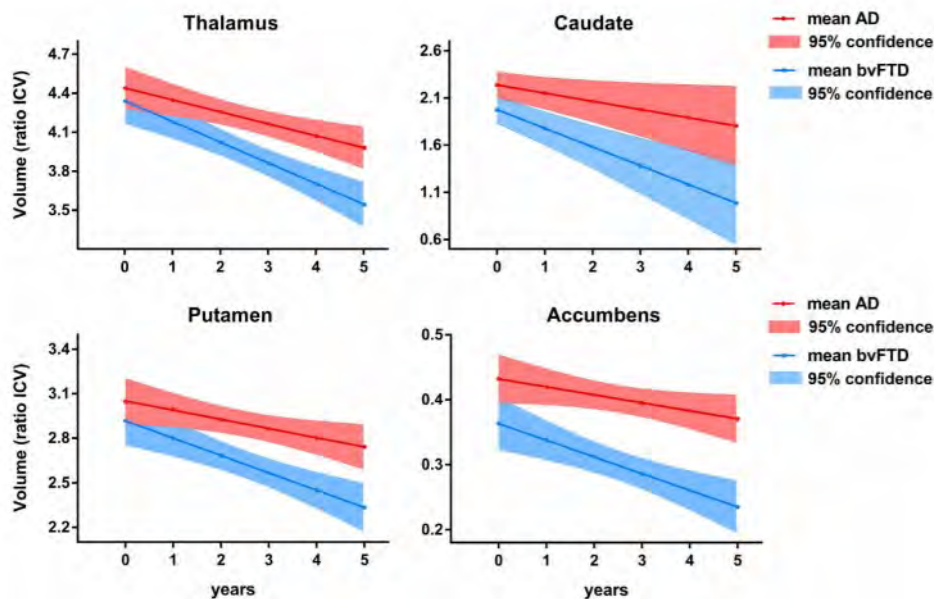 Thalamus
Volume (ratio ICV)
4.7
4.4
4.1
3.8
3.5
0 1 2 3 4 5
Caudate
2.6
2.1
1.6
1.1
0.6
0 1 2 3 4 5
mean AD
95% confidence
mean bvFTD
95% confidence
Putamen
Volume (ratio ICV)
3.4
3.1
2.8
2.5
2.2
0 1 2 3 4 5
years
Accumbens
0.5
0.4
0.3
0.2
0 1 2 3 4 5
years
mean AD
95% confidence
mean bvFTD
95% confidence